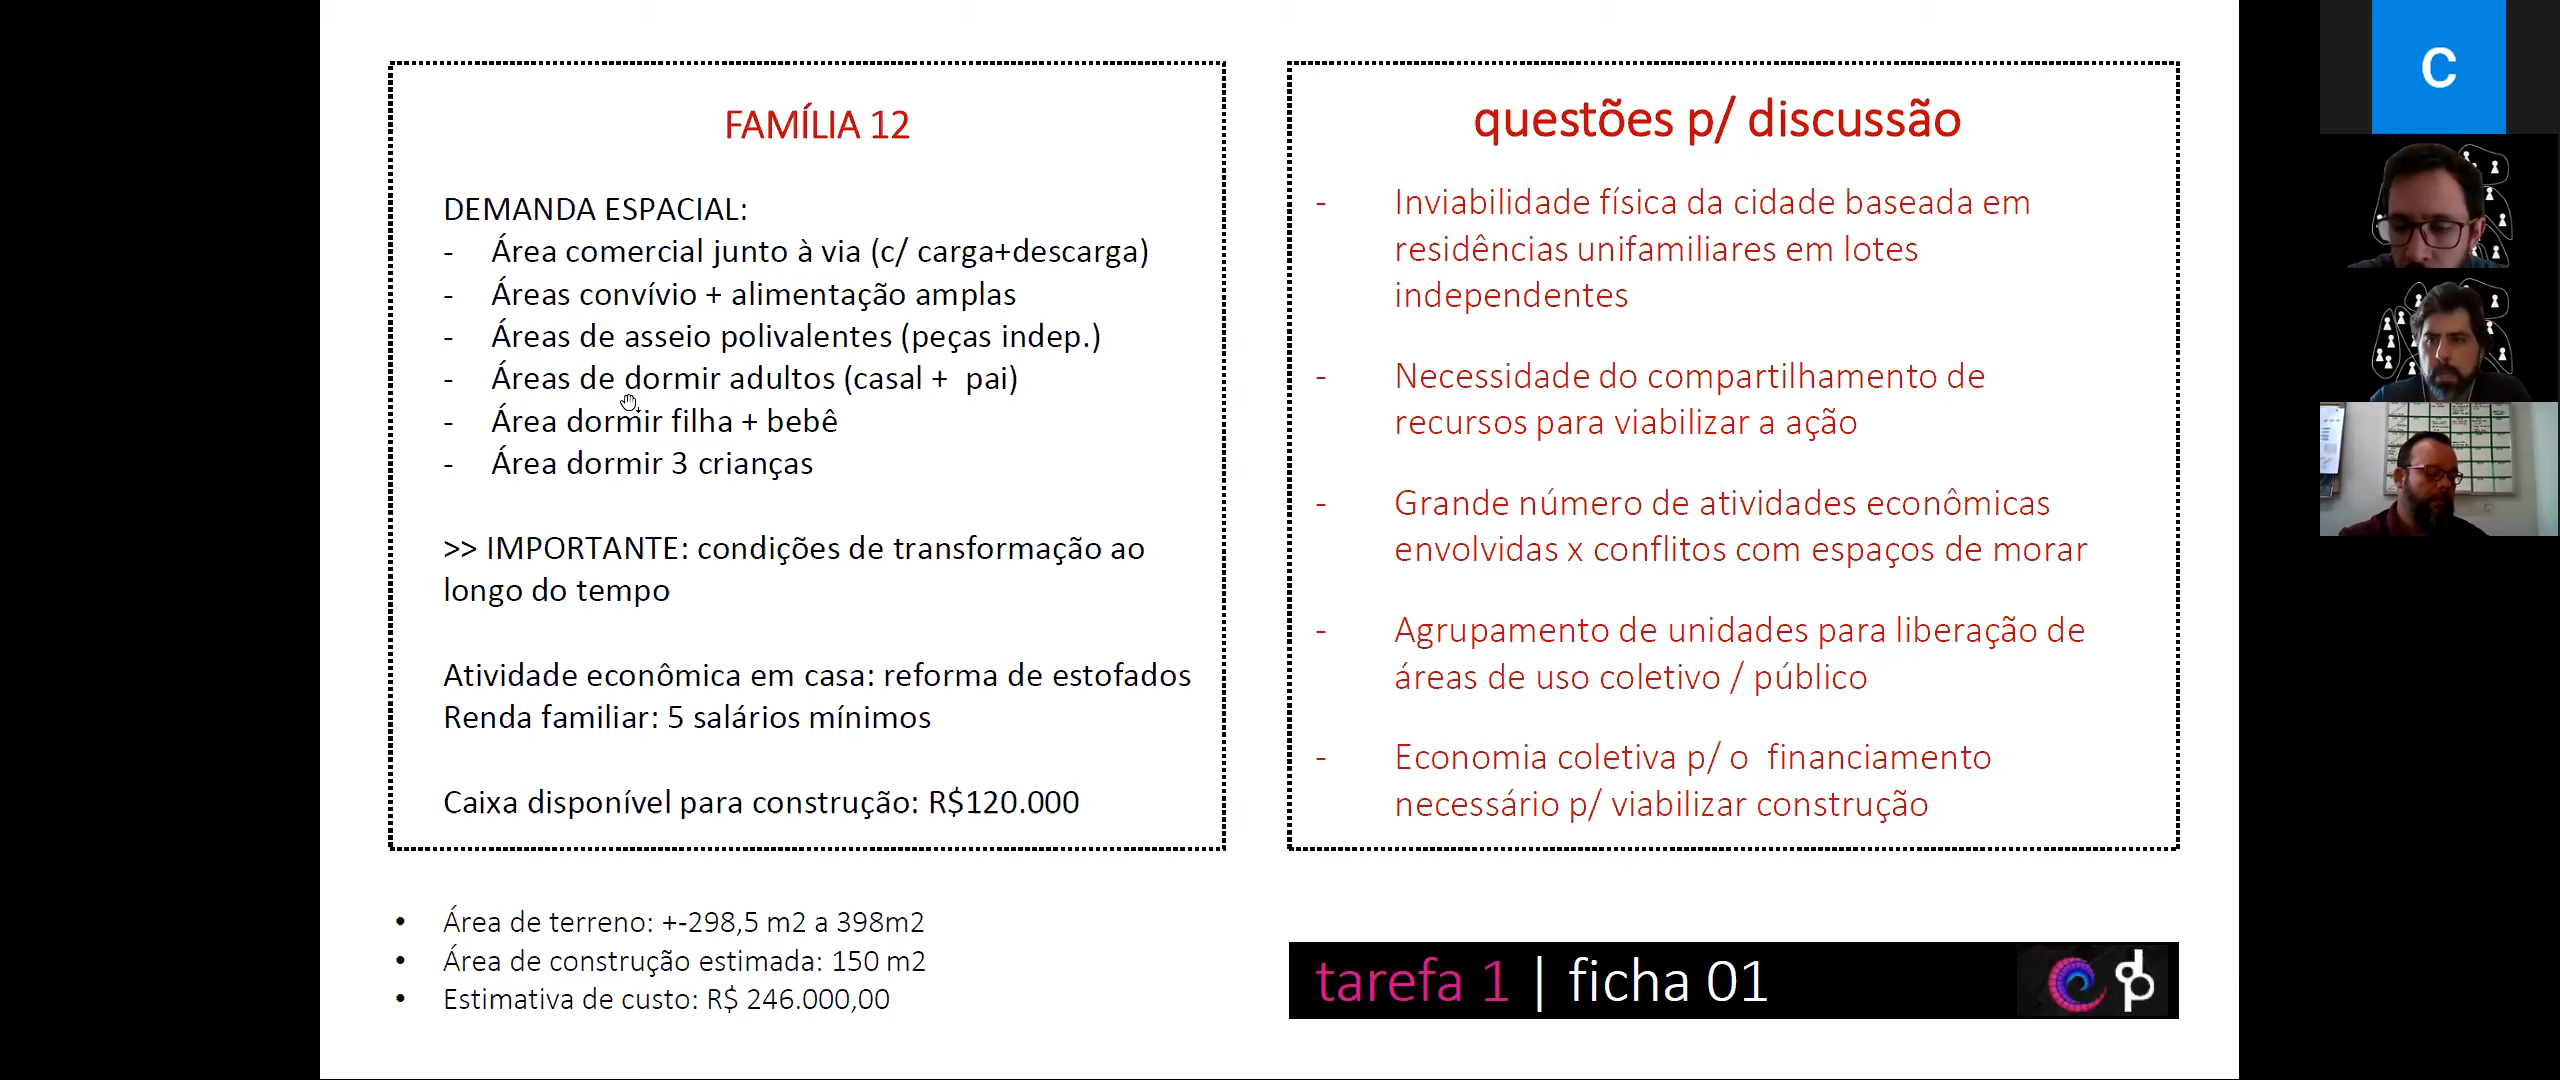 FAMÍLIA 12
DEMANDA ESPACIAL:
- Área comercial junto à via (c/ carga+descarga)
- Áreas convívio + alimentação amplas
- Áreas de asseio polivalentes (peças indep.)
- Áreas de dormir adultos (casal + pai)
- Área dormir filha + bebê
- Área dormir 3 crianças
>> IMPORTANTE: condições de transformação ao
longo do tempo
Atividade econômica em casa: reforma de estofados
Renda familiar: 5 salários mínimos
Caixa disponível para construção: R$120.000
• Área de terreno: +-298,5 m2 a 398m2
• Área de construção estimada: 150 m2
• Estimativa de custo: R$ 246.000,00
questões p/ discussão
- Inviabilidade física da cidade baseada em
residências unifamiliares em lotes
independentes
- Necessidade do compartilhamento de
recursos para viabilizar a ação
- Grande número de atividades econômicas
envolvidas x conflitos com espaços de morar
- Agrupamento de unidades para liberação de
áreas de uso coletivo / público
- Economia coletiva p/ o financiamento
necessário p/ viabilizar construção
tarefa 1 | ficha 01
dp
C